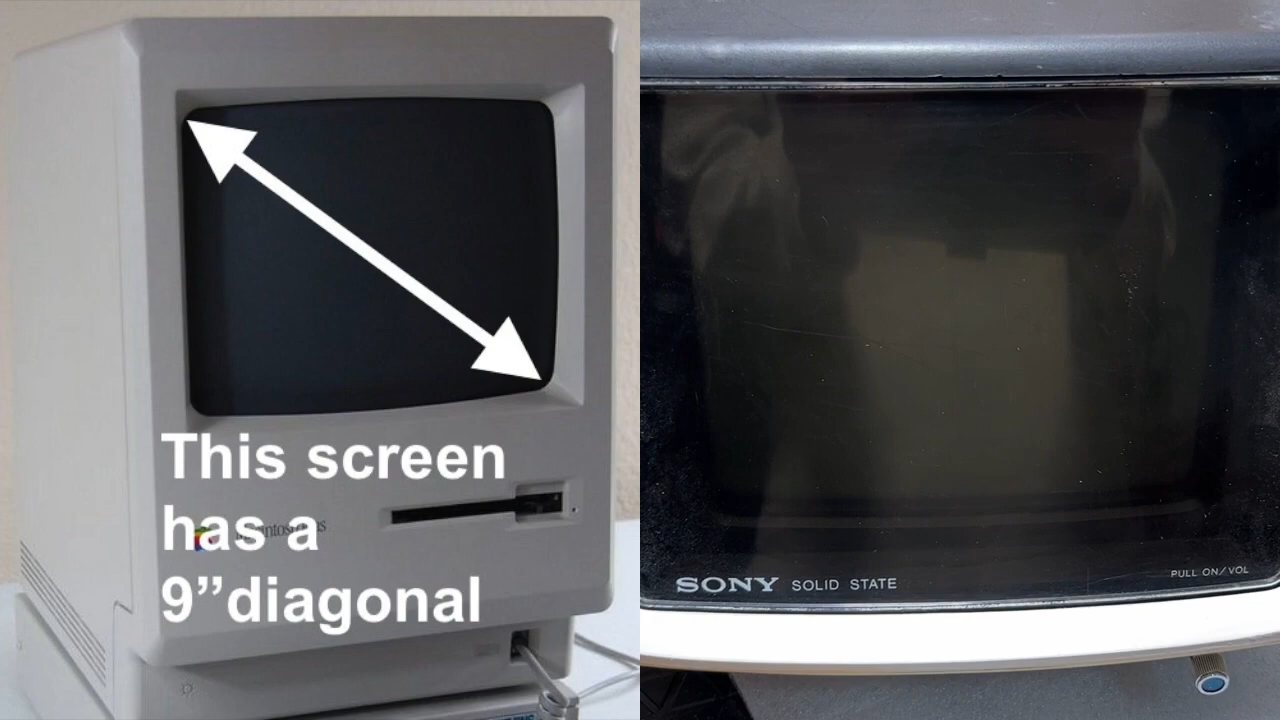 This screen
has a
9”diagonal
SONY SOLID STATE
PULL ON/VOL